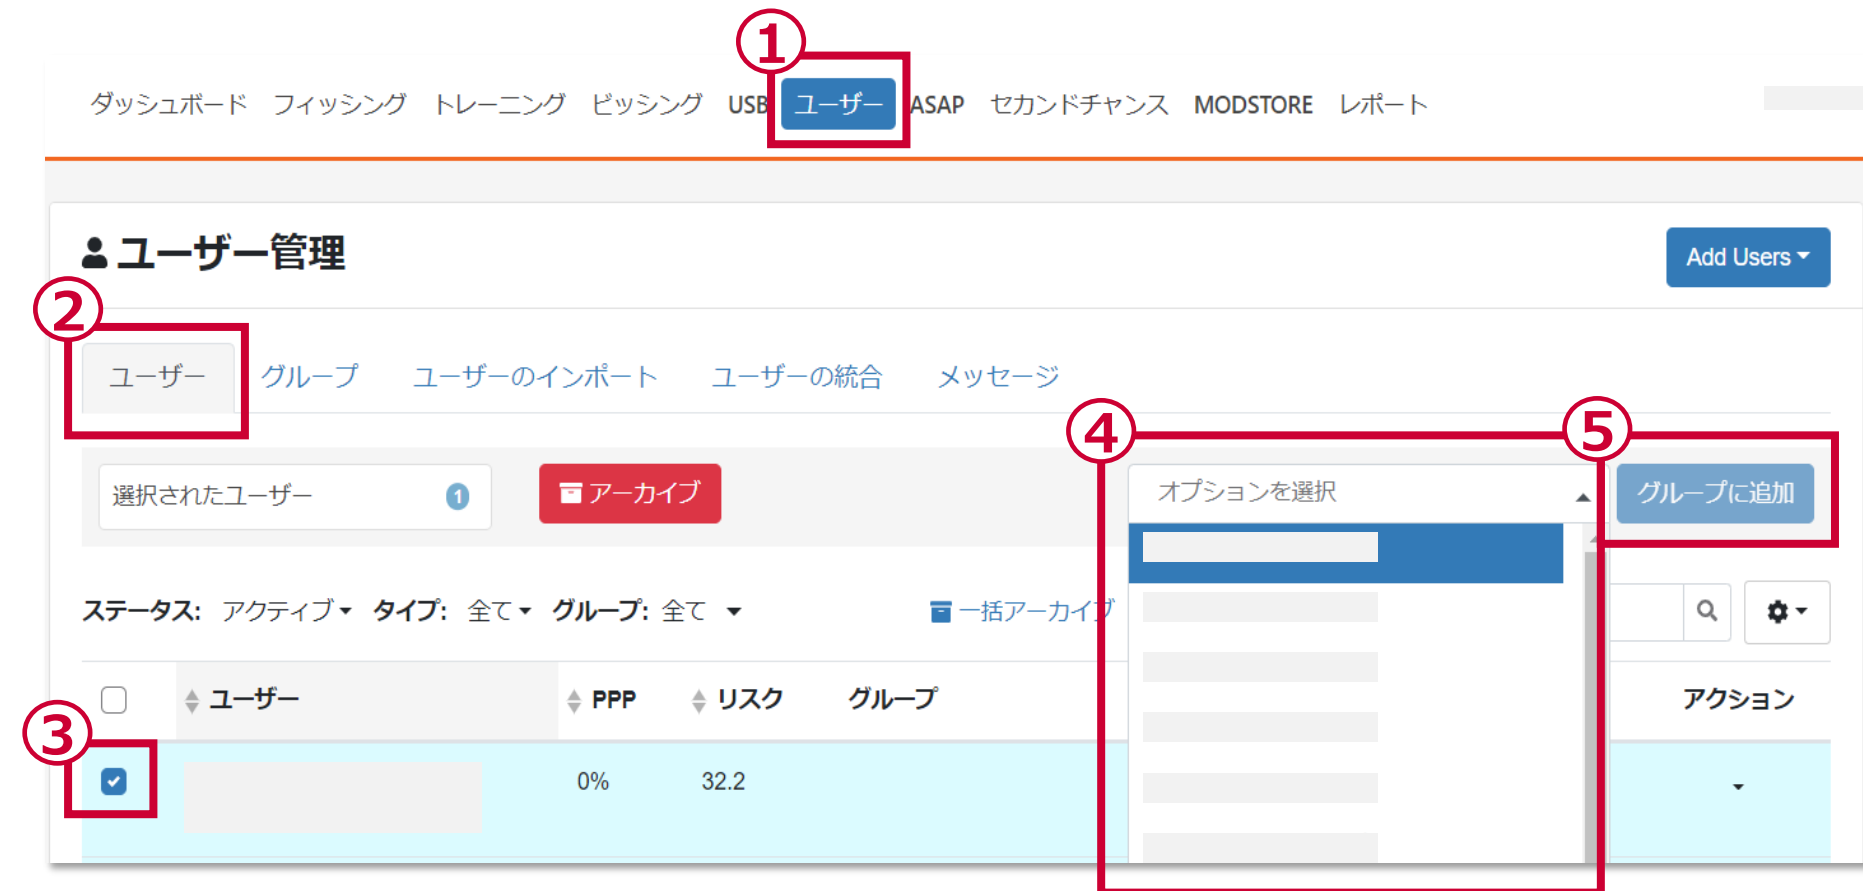 ①
ダッシュボード フィッシング トレーニング ビッシング USB ユーザー ASAP セカンドチャンス MODSTORE レポート
ユーザー管理
Add Users
②
ユーザー グループ ユーザーのインポート ユーザーの統合 メッセージ
④ ⑤
選択されたユーザー 1 アーカイブ オプションを選択 グループに追加
ステータス: アクティブ タイプ: 全て グループ: 全て 一括アーカイブ
ユーザー PPP リスク グループ アクション
③
0% 32.2